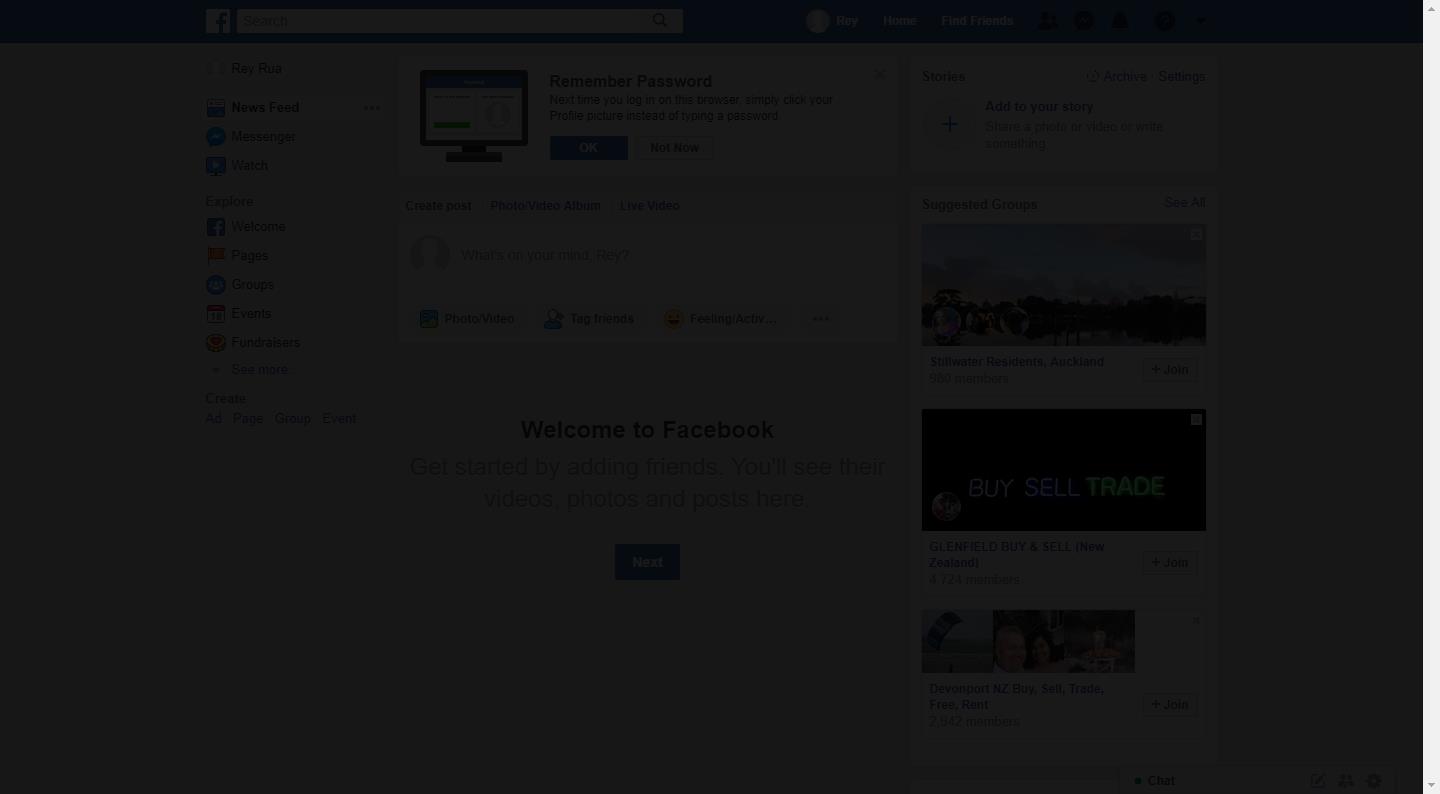 Search
Rey
Home
Find Friends
Rey Rua
News Feed
Messenger
Watch
Explore
Welcome
Pages
Groups
Events
Fundraisers
See more...
Create
Ad
Page
Group
Event
Remember Password
Next time you log in on this browser, simply click your
Profile picture instead of typing a password.
OK
Not Now
Create post
Photo/Video Album
Live Video
What's on your mind, Rey?
Photo/Video
Tag friends
Feeling/Activ...
Welcome to Facebook
Get started by adding friends. You'll see their
videos, photos and posts here.
Next
Stories
Archive · Settings
Add to your story
Share a photo or video or write
something
Suggested Groups
See All
Stillwater Residents, Auckland
980 members
+ Join
BUY SELL TRADE
GLENFIELD BUY & SELL (New
Zealand)
4,724 members
+ Join
Devonport NZ Buy, Sell, Trade,
Free, Rent
2,942 members
+ Join
Chat